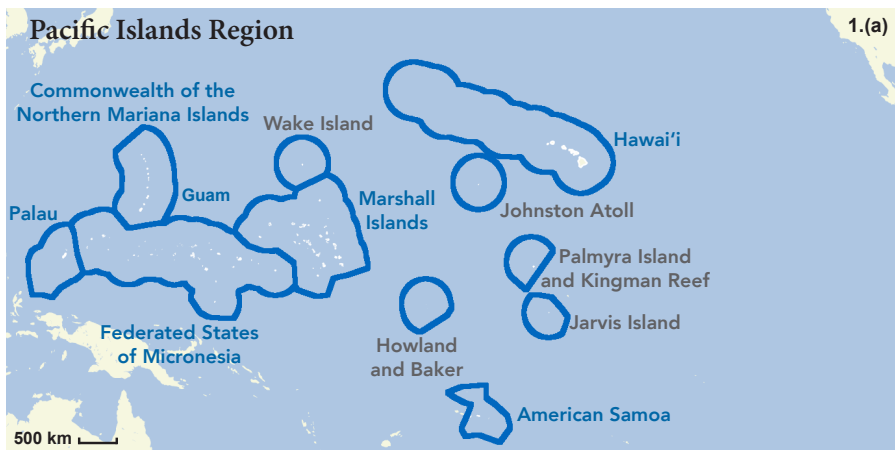 Pacific Islands Region
1.(a)
Commonwealth of the
Northern Mariana Islands
Wake Island
Hawai'i
Palau
Guam
Marshall
Islands
Johnston Atoll
Palmyra Island
and Kingman Reef
Jarvis Island
Federated States
of Micronesia
Howland
and Baker
American Samoa
500 km